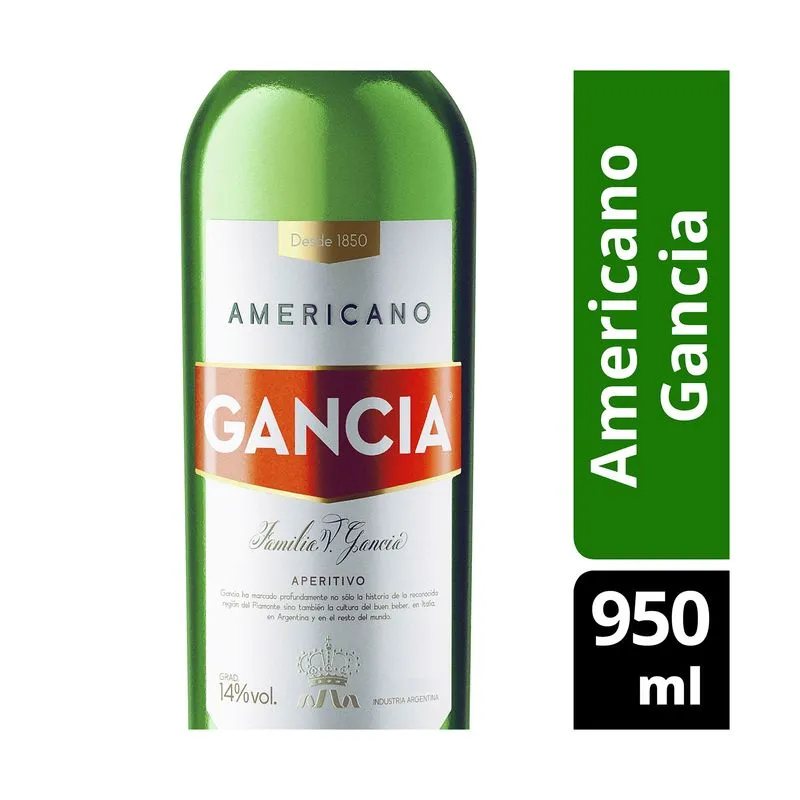 Desde 1850
AMERICANO
GANCIA®
Familia V. Gancia
APERITIVO
Gancia ha marcado profundamente no sólo la historia de la reconocida
región del Piamonte, sino también la cultura del buen beber, en Italia,
en Argentina y en el resto del mundo.
GRAD.
14%vol.
INDUSTRIA ARGENTINA
Americano
Gancia
950
ml